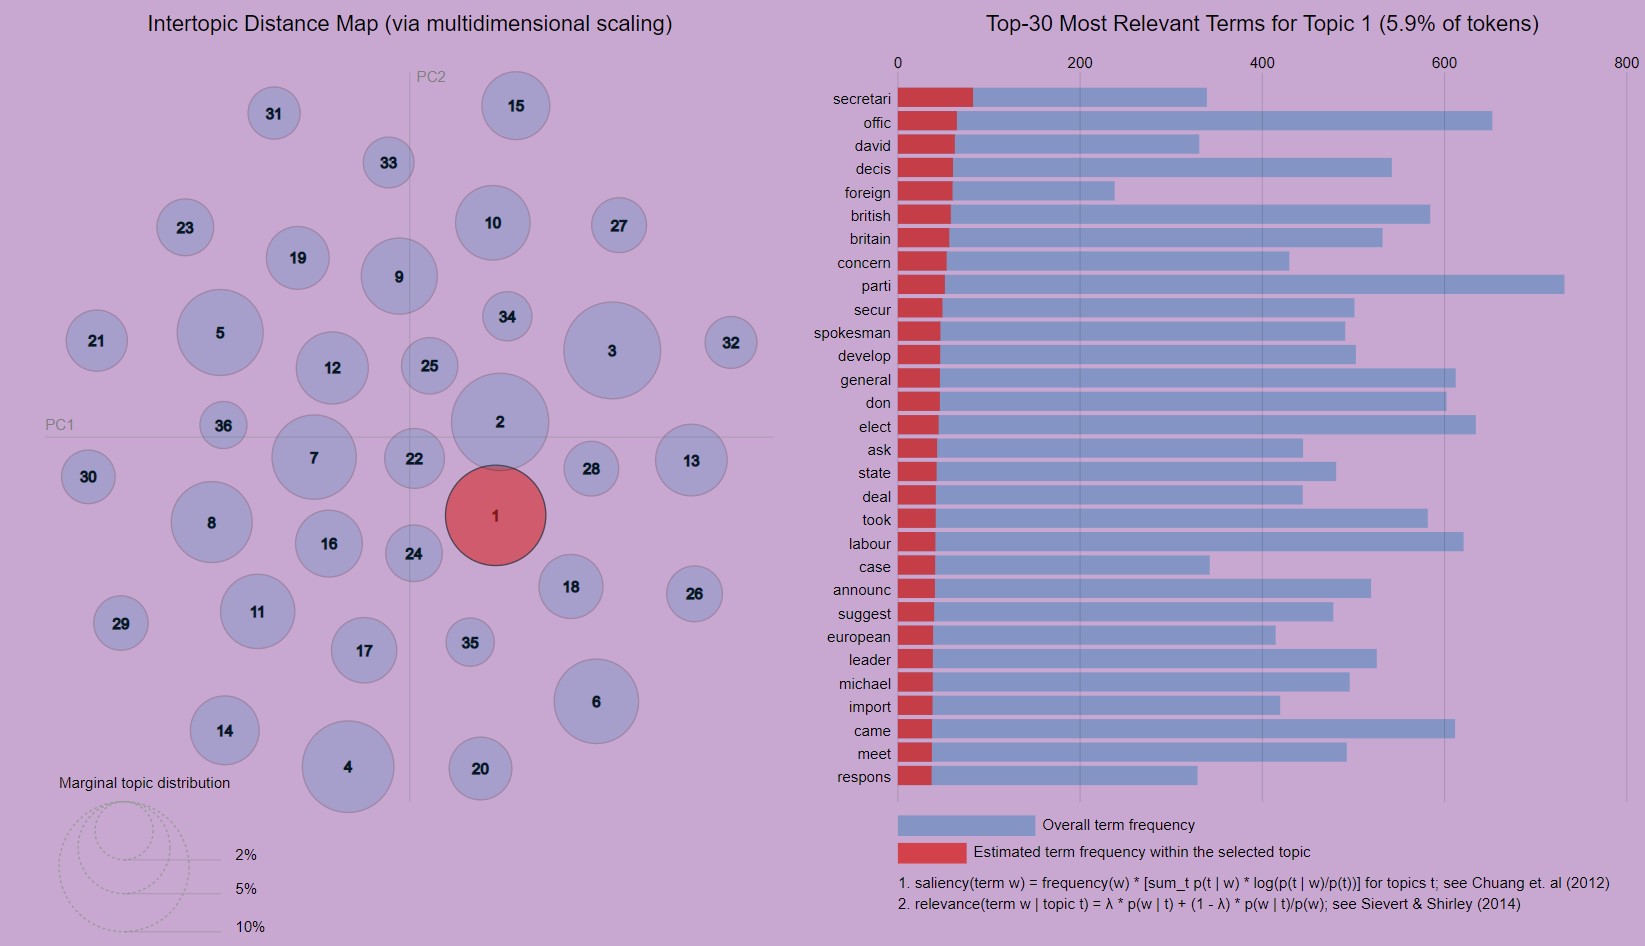 Intertopic Distance Map (via multidimensional scaling)
PC2
PC1
31
15
33
23
10
27
19
9
34
21
5
3
32
12
25
36
2
7
22
28
13
30
8
1
16
24
18
26
29
11
17
35
6
14
4
20
Marginal topic distribution
2%
5%
10%
Top-30 Most Relevant Terms for Topic 1 (5.9% of tokens)
0 200 400 600 800
secretari
offic
david
decis
foreign
british
britain
concern
parti
secur
spokesman
develop
general
don
elect
ask
state
deal
took
labour
case
announc
suggest
european
leader
michael
import
came
meet
respons
Overall term frequency
Estimated term frequency within the selected topic
1. saliency(term w) = frequency(w) * [sum_t p(t | w) * log(p(t | w)/p(t))] for topics t; see Chuang et. al (2012)
2. relevance(term w | topic t) = λ * p(w | t) + (1 - λ) * p(w | t)/p(w); see Sievert & Shirley (2014)